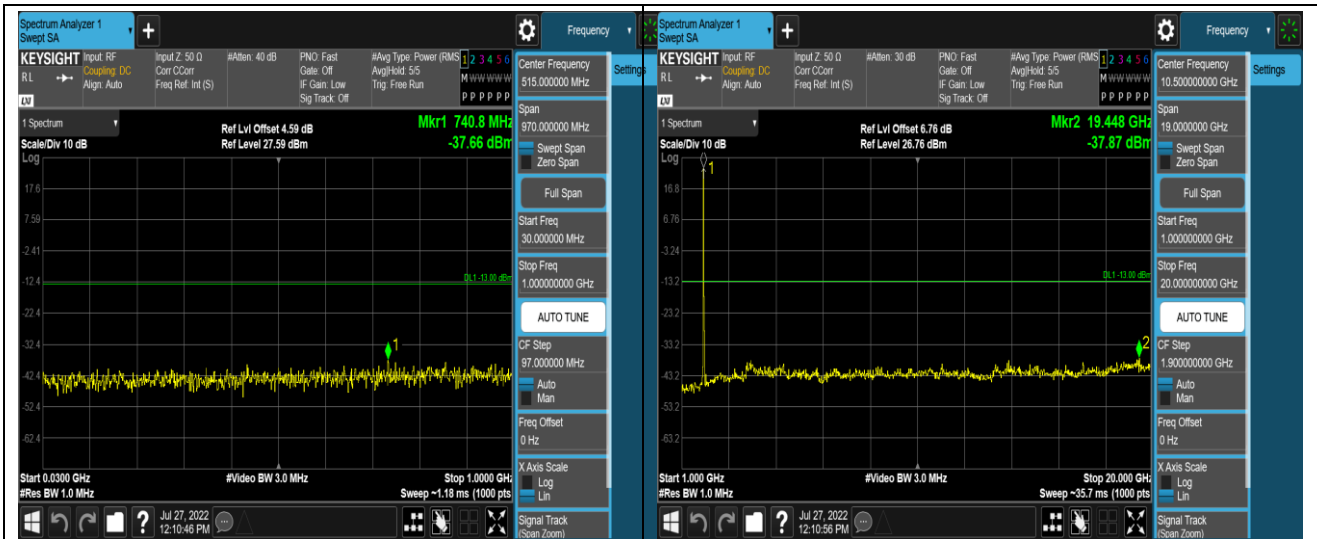 Spectrum Analyzer 1
Swept SA
Frequency
KEYSIGHT
Input: RF
Coupling: DC
Align: Auto
Input Z: 50 Ω
Corr CCorr
Freq Ref: Int (S)
#Atten: 40 dB
PNO: Fast
Gate: Off
IF Gain: Low
Sig Track: Off
#Avg Type: Power (RMS
Avg|Hold: 5/5
Trig: Free Run
1 2 3 4 5 6
M W W W W W
P P P P P P
RL
LXI
Center Frequency
515.000000 MHz
Settings
1 Spectrum
Scale/Div 10 dB
Log
Ref Lvl Offset 4.59 dB
Ref Level 27.59 dBm
Mkr1 740.8 MHz
-37.66 dBm
Span
970.000000 MHz
Swept Span
Zero Span
Full Span
Start Freq
30.000000 MHz
Stop Freq
1.000000000 GHz
AUTO TUNE
CF Step
97.000000 MHz
Auto
Man
Freq Offset
0 Hz
X Axis Scale
Log
Lin
Signal Track
(Span Zoom)
17.6
7.59
-2.41
-12.4
-22.4
-32.4
-42.4
-52.4
-62.4
DL1 -13.00 dBm
1
Start 0.0300 GHz
#Res BW 1.0 MHz
#Video BW 3.0 MHz
Stop 1.0000 GHz
Sweep ~1.18 ms (1000 pts
?
Jul 27, 2022
12:10:46 PM
Spectrum Analyzer 1
Swept SA
Frequency
KEYSIGHT
Input: RF
Coupling: DC
Align: Auto
Input Z: 50 Ω
Corr CCorr
Freq Ref: Int (S)
#Atten: 30 dB
PNO: Fast
Gate: Off
IF Gain: Low
Sig Track: Off
#Avg Type: Power (RMS
Avg|Hold: 5/5
Trig: Free Run
1 2 3 4 5 6
M W W W W W
P P P P P P
RL
LXI
Center Frequency
10.500000000 GHz
Settings
1 Spectrum
Scale/Div 10 dB
Log
Ref Lvl Offset 6.76 dB
Ref Level 26.76 dBm
Mkr2 19.448 GHz
-37.87 dBm
Span
19.0000000 GHz
Swept Span
Zero Span
Full Span
Start Freq
1.000000000 GHz
Stop Freq
20.000000000 GHz
AUTO TUNE
CF Step
1.900000000 GHz
Auto
Man
Freq Offset
0 Hz
X Axis Scale
Log
Lin
Signal Track
(Span Zoom)
1
16.8
6.76
-3.24
-13.2
-23.2
-33.2
-43.2
-53.2
-63.2
DL1 -13.00 dBm
2
Start 1.000 GHz
#Res BW 1.0 MHz
#Video BW 3.0 MHz
Stop 20.000 GHz
Sweep ~35.7 ms (1000 pts
?
Jul 27, 2022
12:10:56 PM